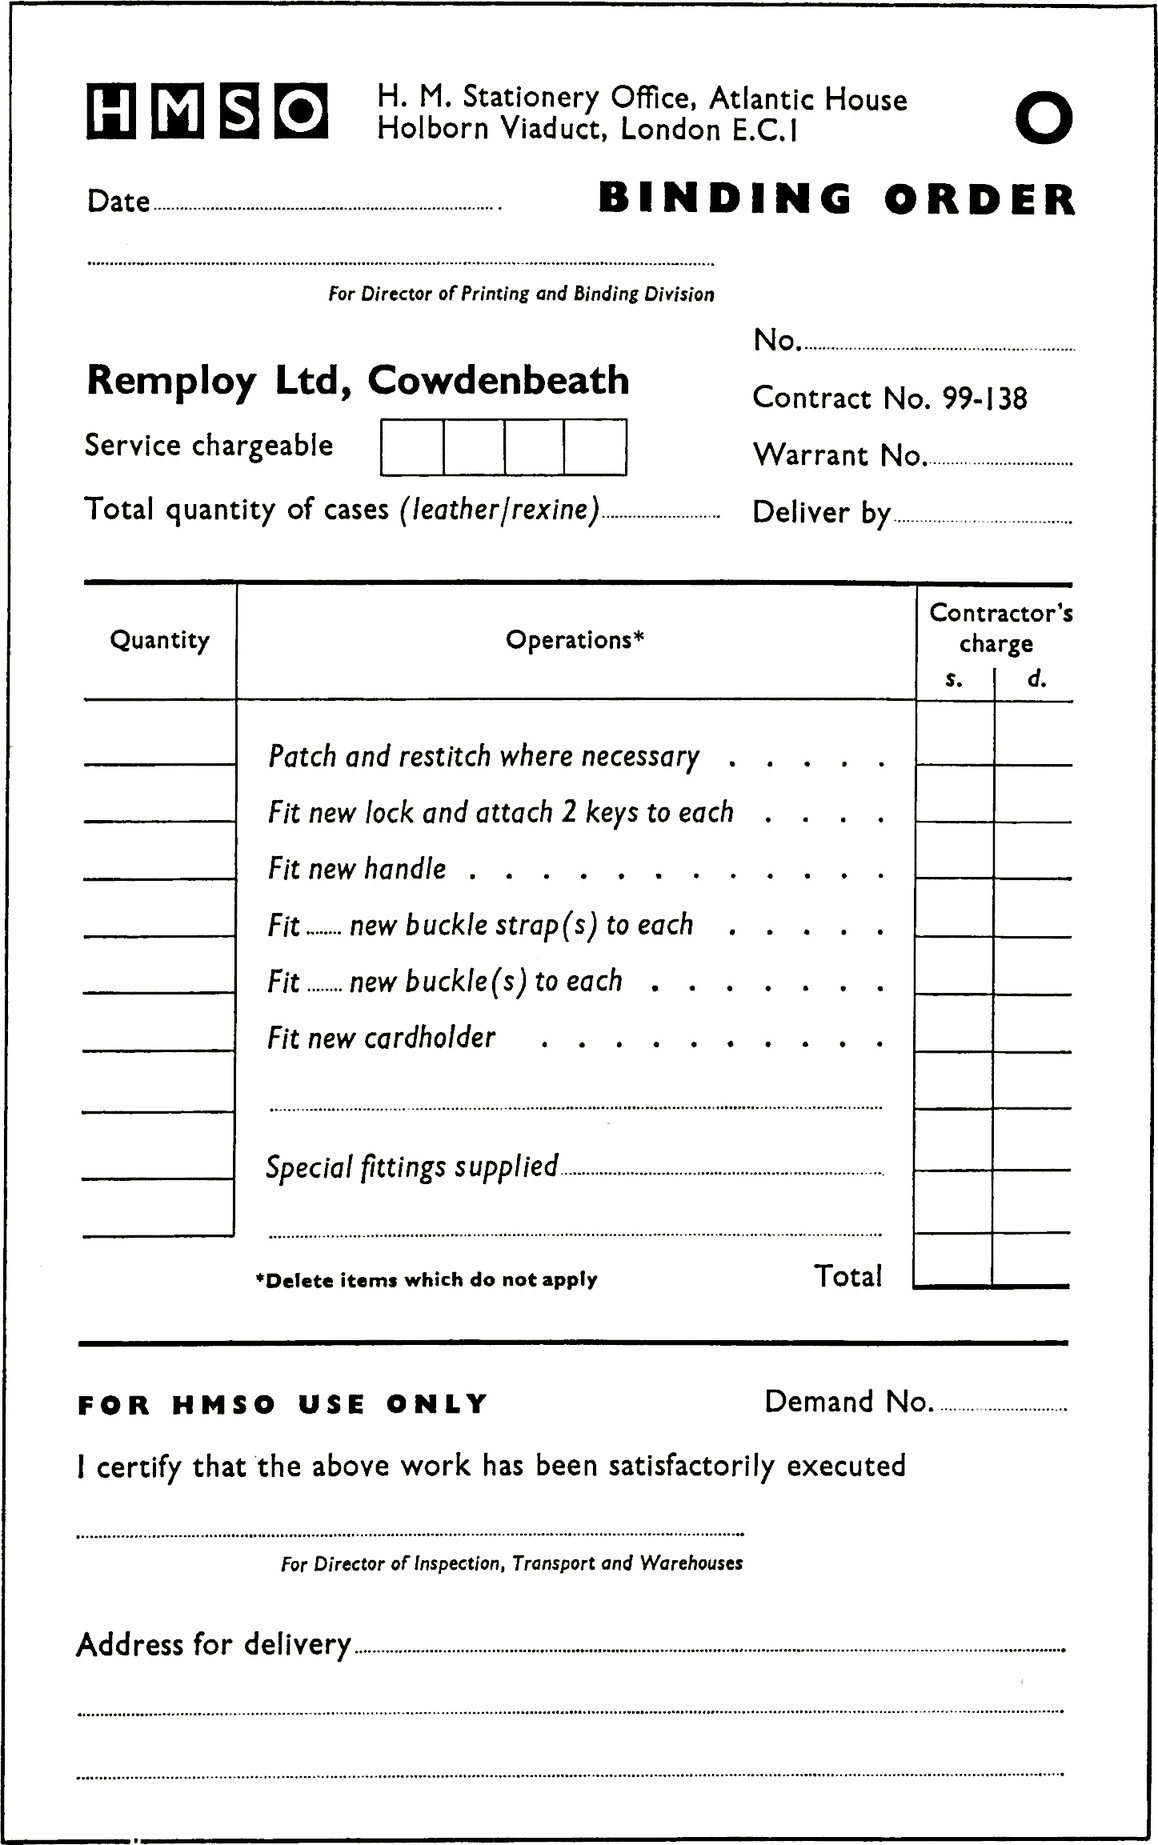 HMSO
H. M. Stationery Office, Atlantic House
Holborn Viaduct, London E.C.1
O
Date
BINDING ORDER
For Director of Printing and Binding Division
No.
Remploy Ltd, Cowdenbeath
Contract No. 99-138
Service chargeable
Warrant No.
Total quantity of cases (leather/rexine)
Deliver by
Quantity
Operations*
Contractor's
charge
s. d.
Patch and restitch where necessary . . . . .
Fit new lock and attach 2 keys to each . . . .
Fit new handle . . . . . . . . . . . .
Fit ........ new buckle strap(s) to each . . . . .
Fit ........ new buckle(s) to each . . . . . . .
Fit new cardholder . . . . . . . . . .
Special fittings supplied
*Delete items which do not apply
Total
FOR HMSO USE ONLY
Demand No.
I certify that the above work has been satisfactorily executed
For Director of Inspection, Transport and Warehouses
Address for delivery